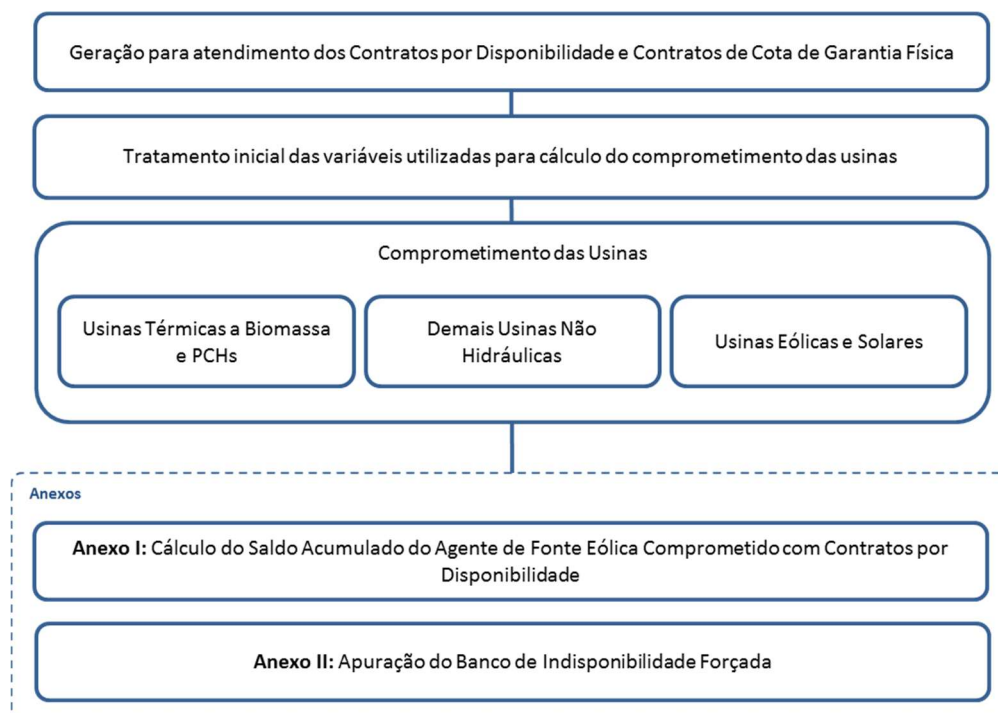 Geração para atendimento dos Contratos por Disponibilidade e Contratos de Cota de Garantia Física
Tratamento inicial das variáveis utilizadas para cálculo do comprometimento das usinas
Comprometimento das Usinas
Usinas Térmicas a Biomassa
e PCHs
Demais Usinas Não
Hidráulicas
Usinas Eólicas e Solares
Anexos
Anexo I: Cálculo do Saldo Acumulado do Agente de Fonte Eólica Comprometido com Contratos por
Disponibilidade
Anexo II: Apuração do Banco de Indisponibilidade Forçada